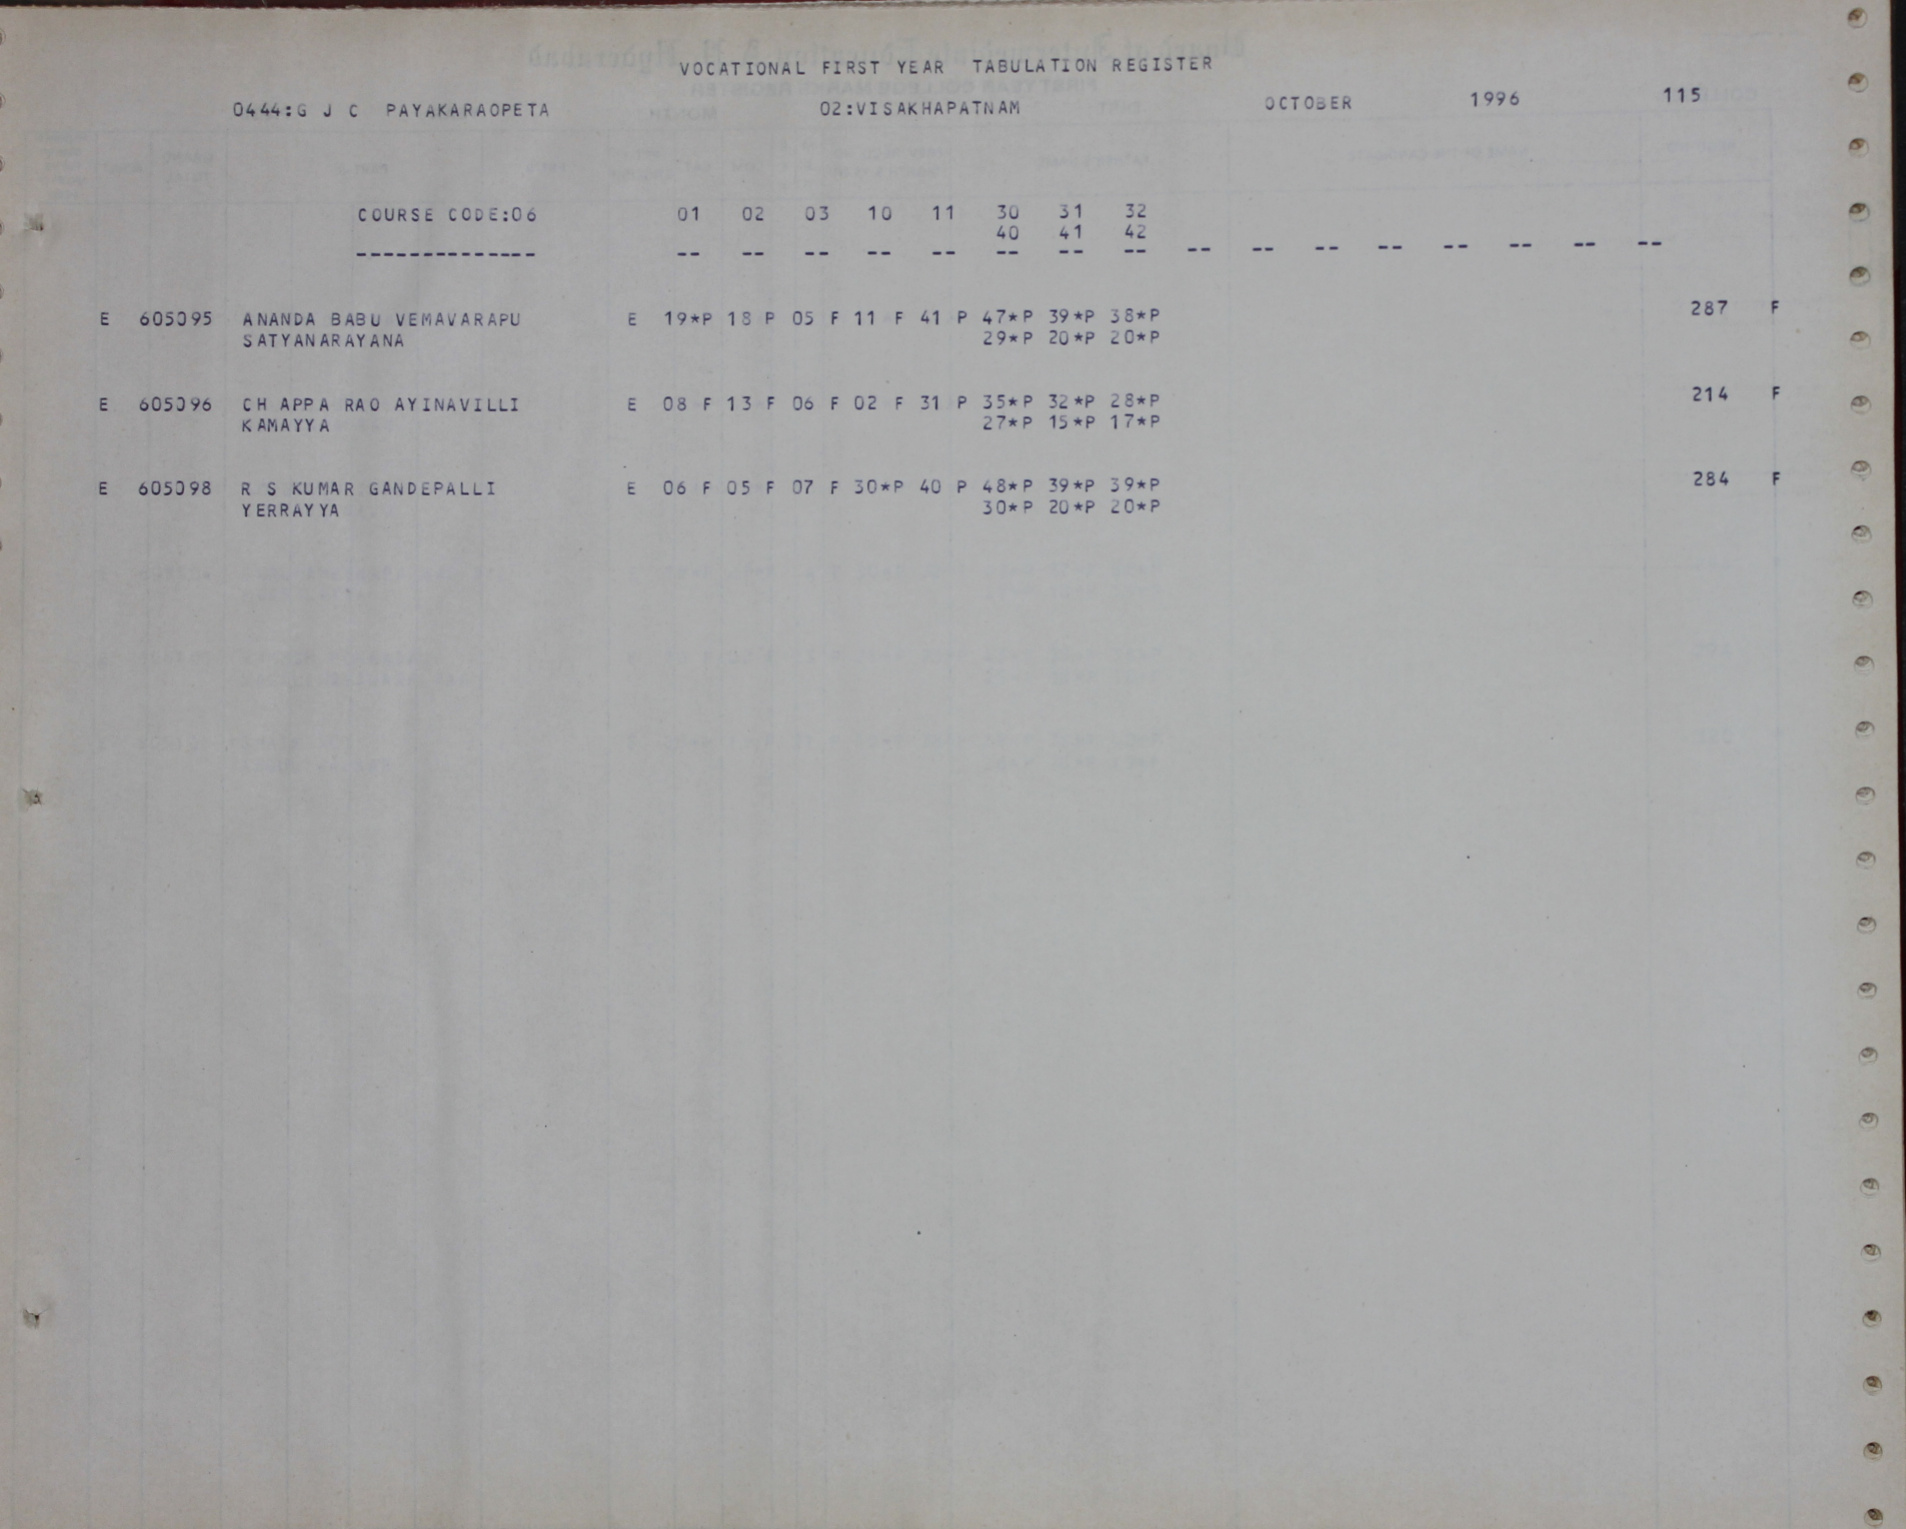 VOCATIONAL FIRST YEAR TABULATION REGISTER
0444:G J C PAYAKARAOPETA 02:VISAKHAPATNAM OCTOBER 1996 115
COURSE CODE:06 01 02 03 10 11 30 31 32
40 41 42
-------------- -- -- -- -- -- -- -- -- -- -- -- -- -- -- -- --
E 605095 ANANDA BABU VEMAVARAPU E 19*P 18 P 05 F 11 F 41 P 47*P 39*P 38*P 287 F
SATYANARAYANA 29*P 20*P 20*P
E 605096 CH APPA RAO AYINAVILLI E 08 F 13 F 06 F 02 F 31 P 35*P 32*P 28*P 214 F
KAMAYYA 27*P 15*P 17*P
E 605098 R S KUMAR GANDEPALLI E 06 F 05 F 07 F 30*P 40 P 48*P 39*P 39*P 284 F
YERRAYYA 30*P 20*P 20*P